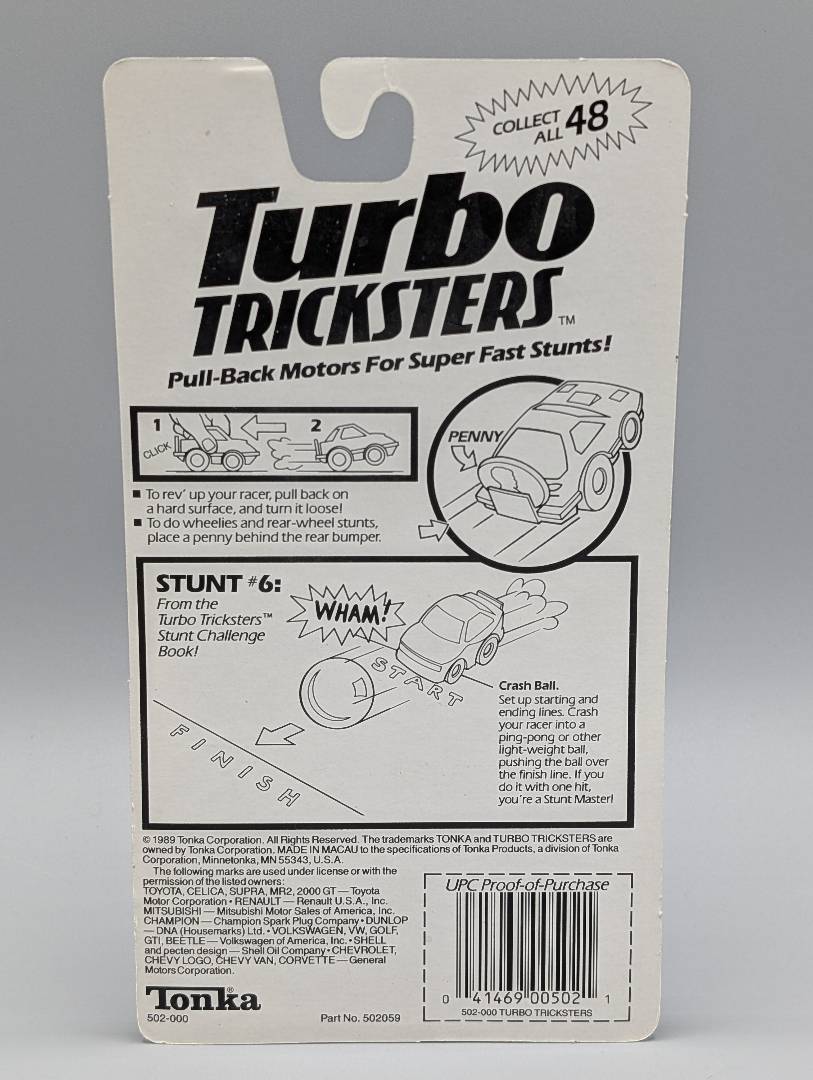 COLLECT
ALL 48
Turbo
TRICKSTERS™
Pull-Back Motors For Super Fast Stunts!
1
CLICK
2
PENNY
■ To rev' up your racer, pull back on
a hard surface, and turn it loose!
■ To do wheelies and rear-wheel stunts,
place a penny behind the rear bumper.
STUNT #6:
From the
Turbo Tricksters™
Stunt Challenge
Book!
WHAM!
START
FINISH
Crash Ball.
Set up starting and
ending lines. Crash
your racer into a
ping-pong or other
light-weight ball,
pushing the ball over
the finish line. If you
do it with one hit,
you're a Stunt Master!
© 1989 Tonka Corporation. All Rights Reserved. The trademarks TONKA and TURBO TRICKSTERS are
owned by Tonka Corporation. MADE IN MACAU to the specifications of Tonka Products, a division of Tonka
Corporation, Minnetonka, MN 55343, U.S.A.
The following marks are used under license or with the
permission of the listed owners:
TOYOTA, CELICA, SUPRA, MR2, 2000 GT — Toyota
Motor Corporation • RENAULT — Renault U.S.A., Inc.
MITSUBISHI — Mitsubishi Motor Sales of America, Inc.
CHAMPION — Champion Spark Plug Company • DUNLOP
— DNA (Housemarks) Ltd. • VOLKSWAGEN, VW, GOLF,
GTI, BEETLE — Volkswagen of America, Inc. • SHELL
and pecten design — Shell Oil Company • CHEVROLET,
CHEVY LOGO, CHEVY VAN, CORVETTE — General
Motors Corporation.
Tonka®
502-000
Part No. 502059
UPC Proof-of-Purchase
0 41469 00502 1
502-000 TURBO TRICKSTERS